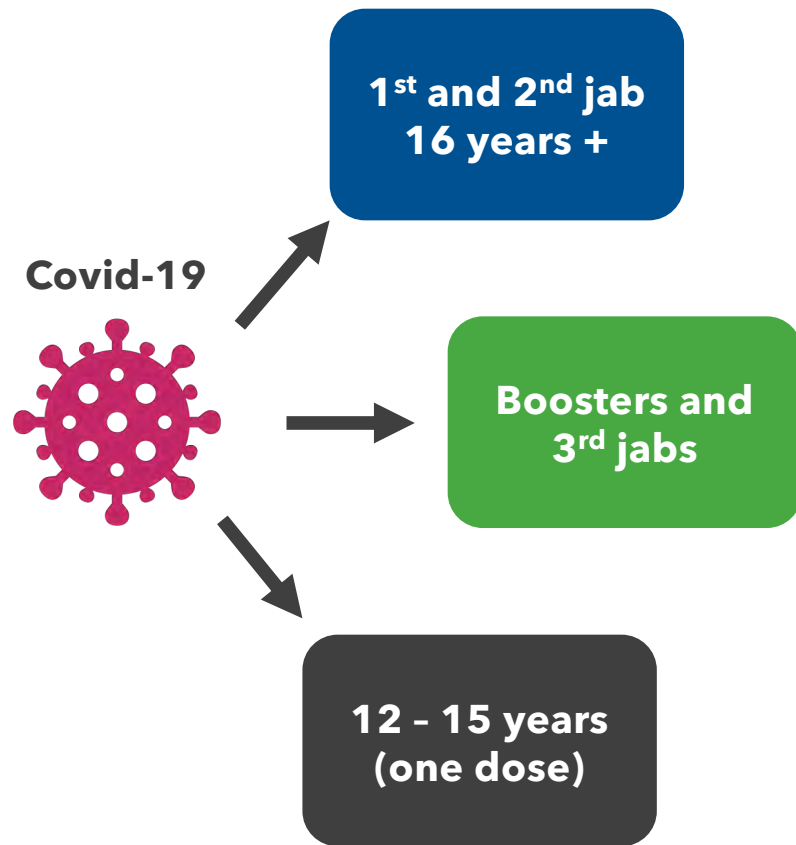 1st and 2nd jab
16 years +
Covid-19
Boosters and
3rd jabs
12 – 15 years
(one dose)